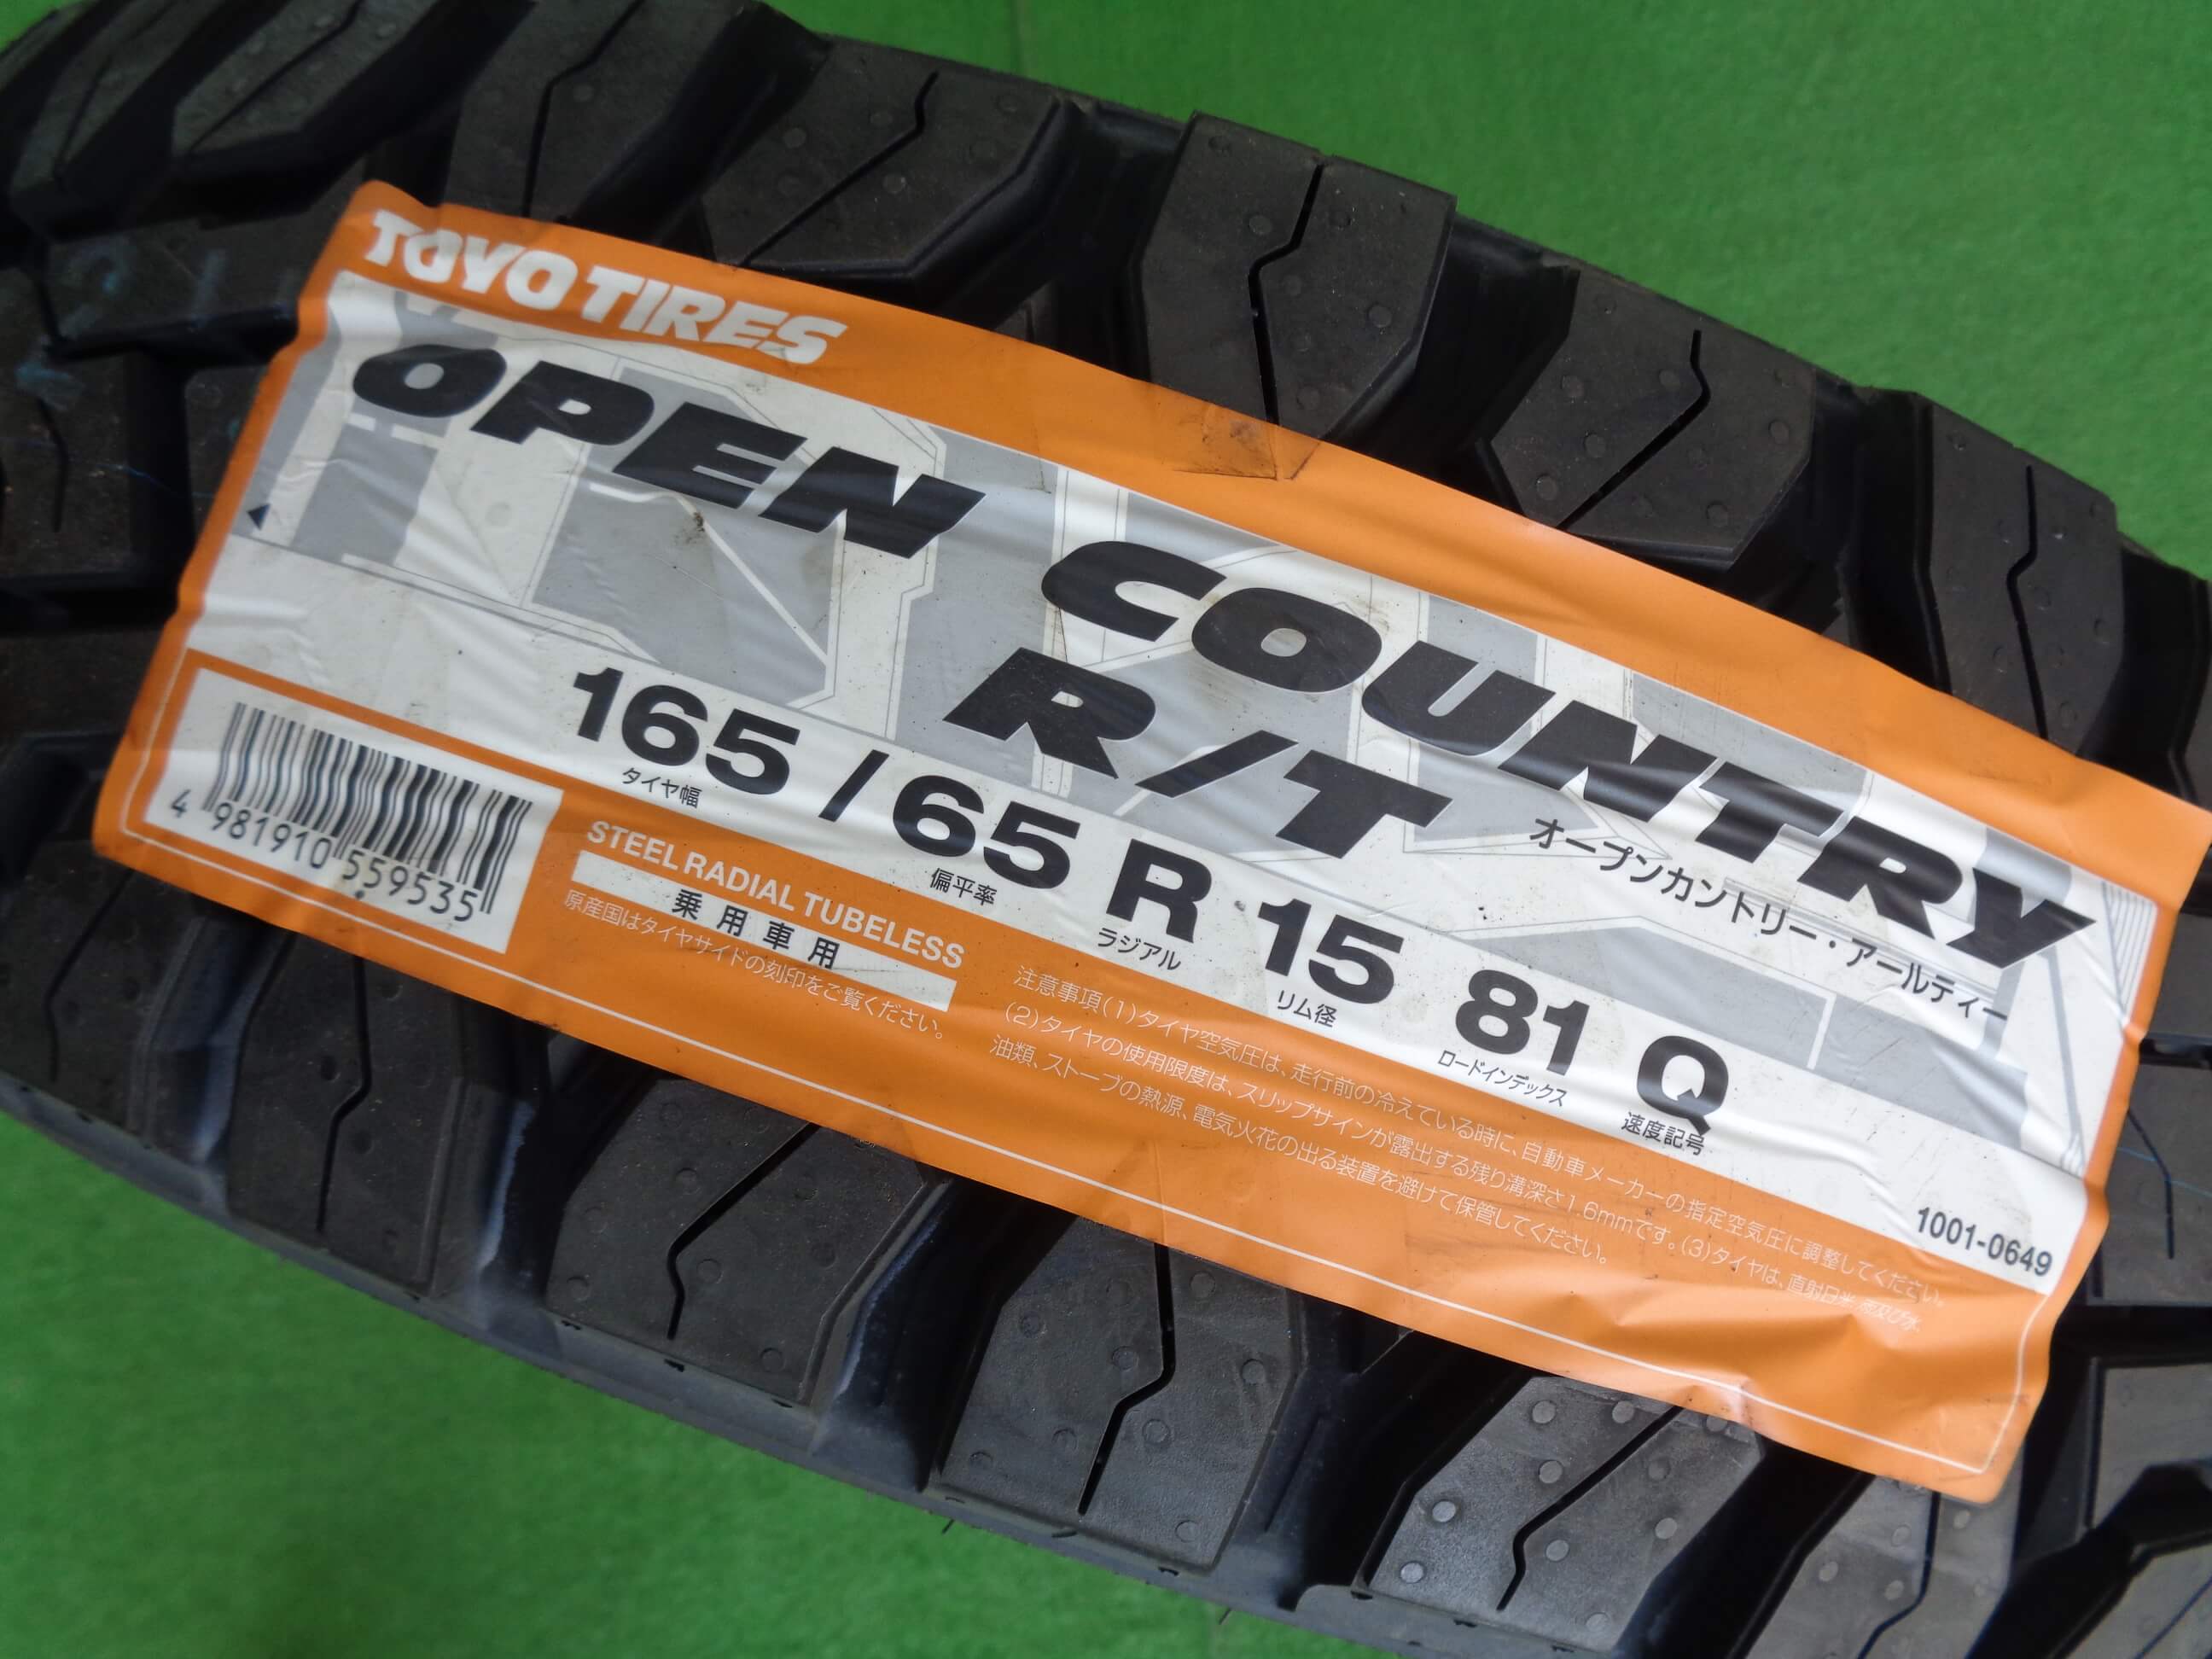 TOYO TIRES
OPEN COUNTRY
R/T
オープンカントリー・アールティー
165 / 65 R 15 81 Q
タイヤ幅 偏平率 ラジアル リム径 ロードインデックス 速度記号
4 981910 559535
STEEL RADIAL TUBELESS
乗用車用
原産国はタイヤサイドの刻印をご覧ください。
注意事項(1)タイヤ空気圧は、走行前の冷えている時に、自動車メーカーの指定空気圧に調整してください。
(2)タイヤの使用限度は、スリップサインが露出する残り溝深さ1.6mmです。(3)タイヤは、直射日光、雨及び水、
油類、ストーブの熱源、電気火花の出る装置を避けて保管してください。
1001-0649